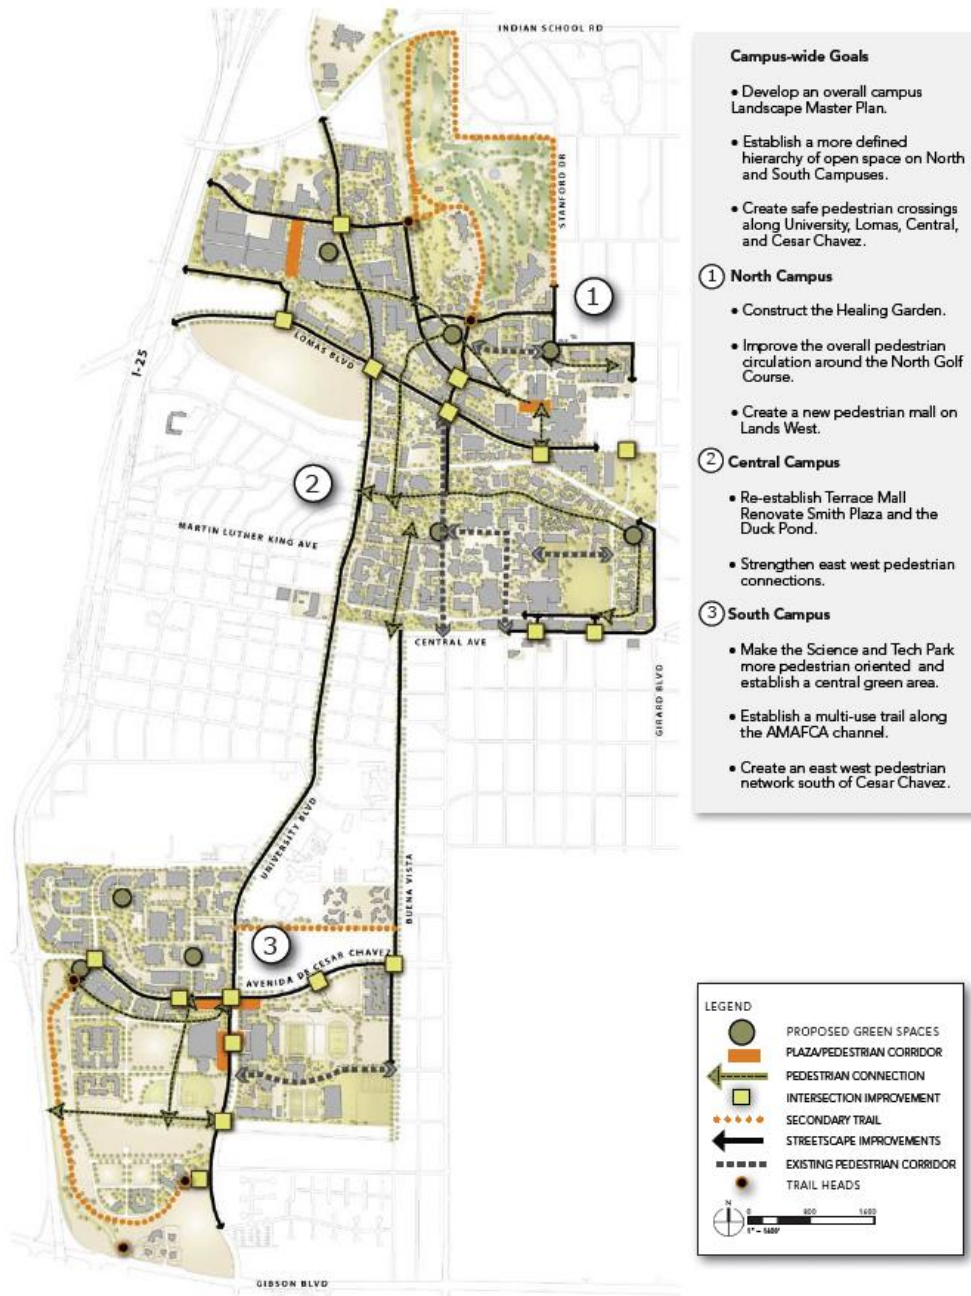 INDIAN SCHOOL RD
STANFORD DR
1
I-25
LOMAS BLVD
2
MARTIN LUTHER KING AVE
CENTRAL AVE
GIRARD BLVD
UNIVERSITY BLVD
BUENA VISTA
3
AVENIDA DE CESAR CHAVEZ
GIBSON BLVD
Campus-wide Goals
• Develop an overall campus
Landscape Master Plan.
• Establish a more defined
hierarchy of open space on North
and South Campuses.
• Create safe pedestrian crossings
along University, Lomas, Central,
and Cesar Chavez.
1 North Campus
• Construct the Healing Garden.
• Improve the overall pedestrian
circulation around the North Golf
Course.
• Create a new pedestrian mall on
Lands West.
2 Central Campus
• Re-establish Terrace Mall
Renovate Smith Plaza and the
Duck Pond.
• Strengthen east west pedestrian
connections.
3 South Campus
• Make the Science and Tech Park
more pedestrian oriented and
establish a central green area.
• Establish a multi-use trail along
the AMAFCA channel.
• Create an east west pedestrian
network south of Cesar Chavez.
LEGEND
PROPOSED GREEN SPACES
PLAZA/PEDESTRIAN CORRIDOR
PEDESTRIAN CONNECTION
INTERSECTION IMPROVEMENT
SECONDARY TRAIL
STREETSCAPE IMPROVEMENTS
EXISTING PEDESTRIAN CORRIDOR
TRAIL HEADS
N
0 800 1600
1" = 1600'